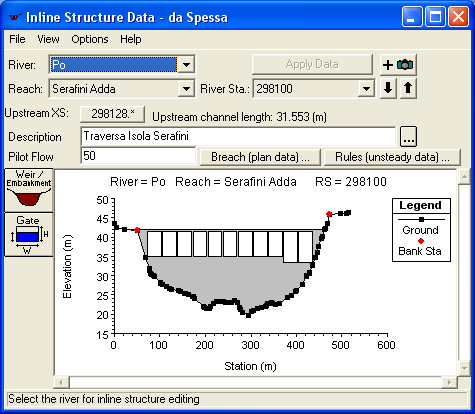 Inline Structure Data - da Spessa
File View Options Help
River: Po Apply Data
Reach: Serafini Adda River Sta.: 298100
Upstream XS: 298128.* Upstream channel length: 31.553 (m)
Description Traversa Isola Serafini ...
Pilot Flow 50 Breach (plan data) ... Rules (unsteady data) ...
Weir / Embankment
Gate
H
W
River = Po Reach = Serafini Adda RS = 298100
Elevation (m)
50
45
40
35
30
25
20
15
0 100 200 300 400 500 600
Station (m)
Legend
Ground
Bank Sta
Select the river for inline structure editing